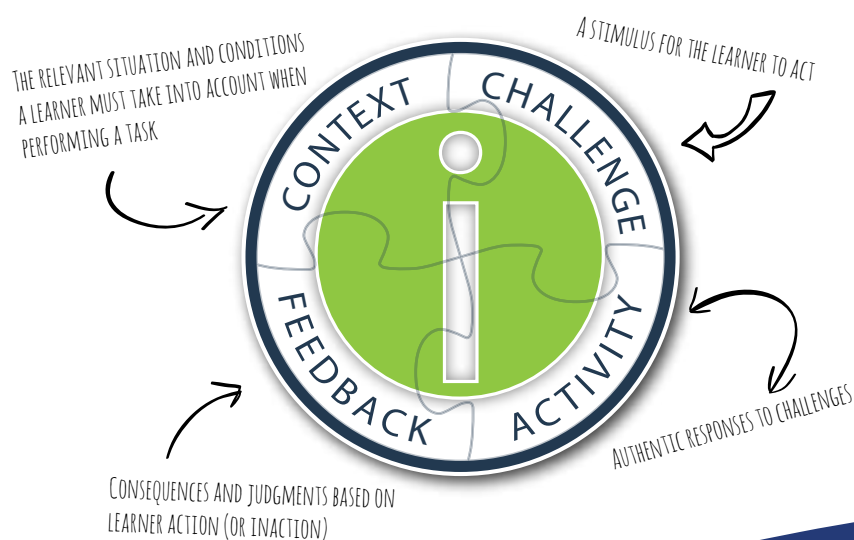 THE RELEVANT SITUATION AND CONDITIONS
A LEARNER MUST TAKE INTO ACCOUNT WHEN
PERFORMING A TASK
A STIMULUS FOR THE LEARNER TO ACT
CONTEXT
CHALLENGE
i
FEEDBACK
ACTIVITY
AUTHENTIC RESPONSES TO CHALLENGES
CONSEQUENCES AND JUDGMENTS BASED ON
LEARNER ACTION (OR INACTION)